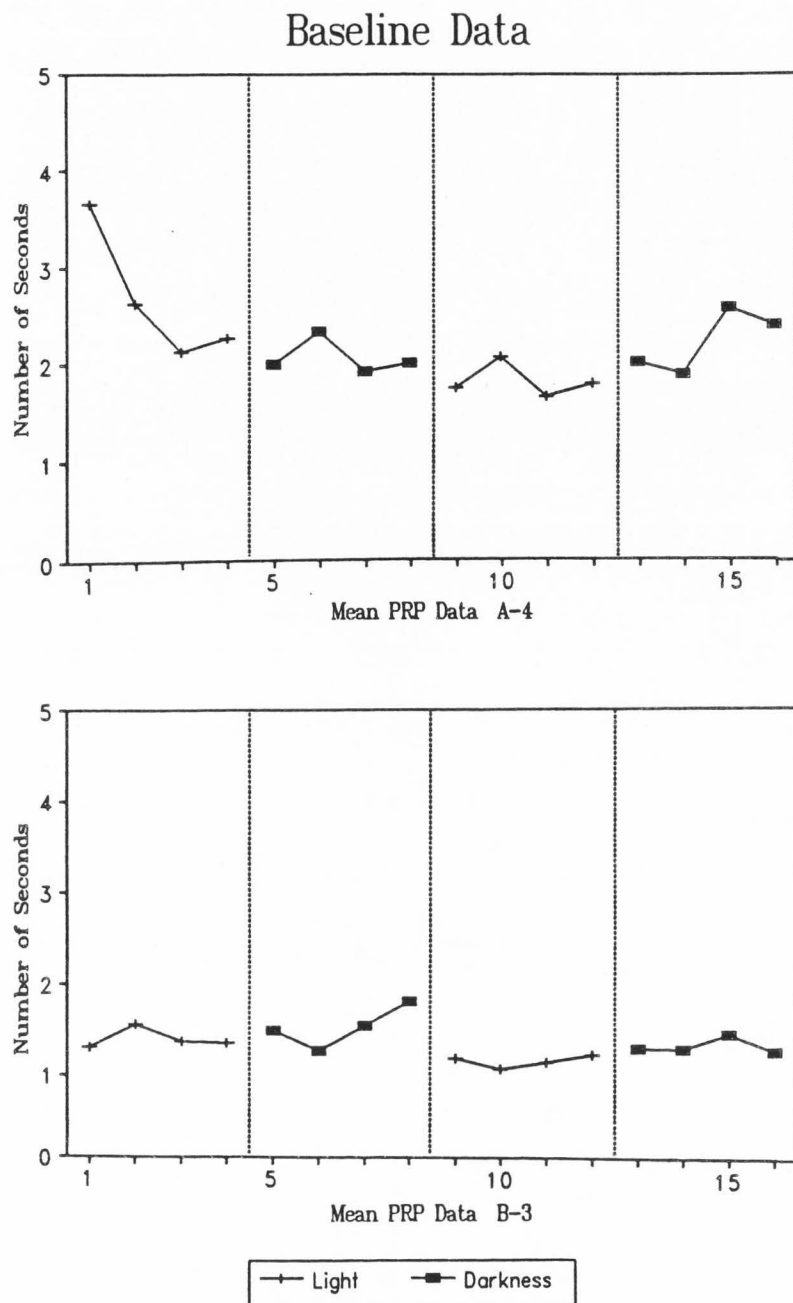 Baseline Data
5
4
3
2
1
0
Number of Seconds
1 5 10 15
Mean PRP Data A-4
5
4
3
2
1
0
Number of Seconds
1 5 10 15
Mean PRP Data B-3
Light Darkness